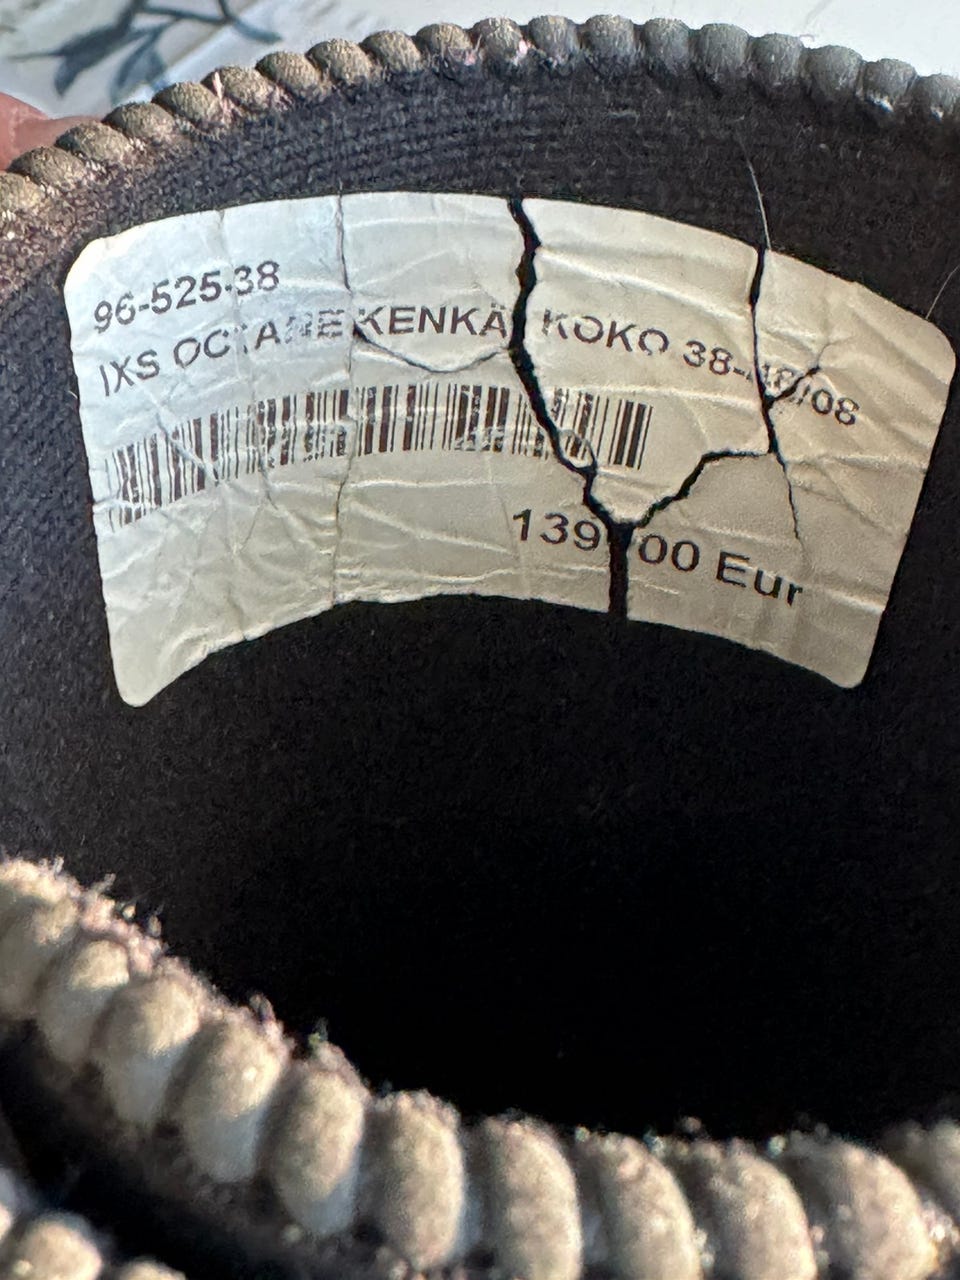 96-525-38
IXS OCTANE KENKÄ KOKO 38-
139,00 Eur